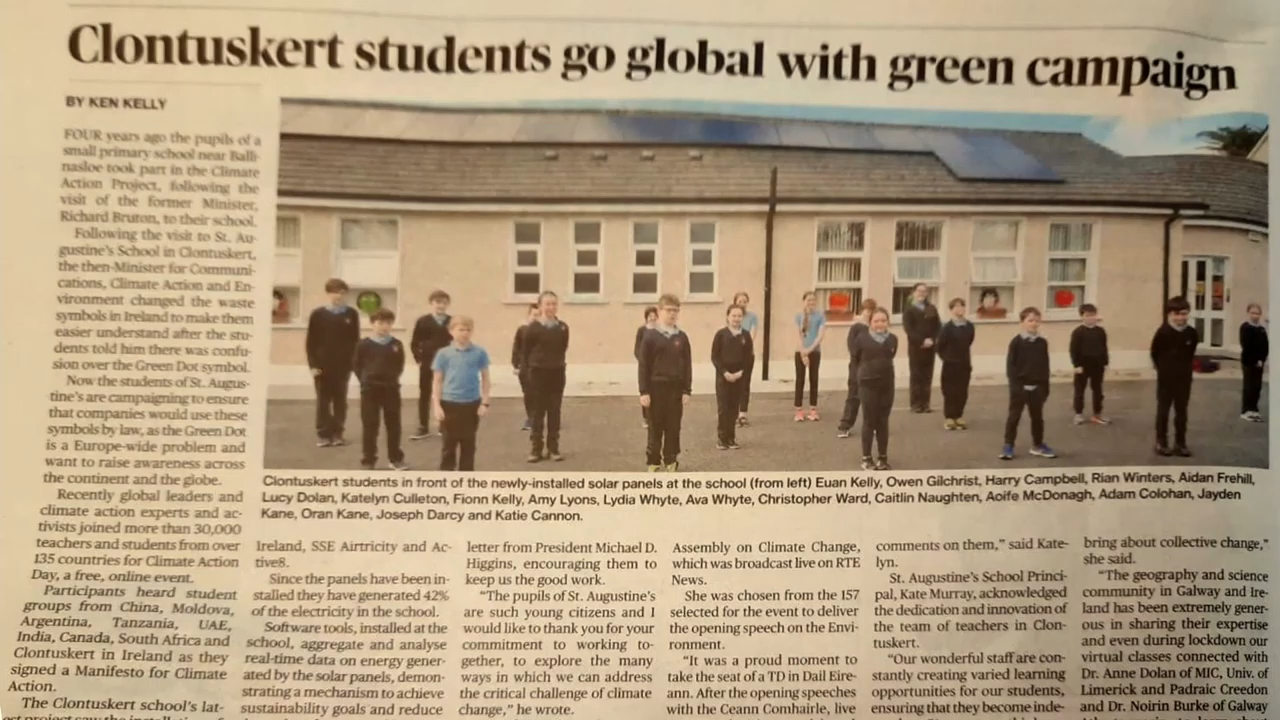 Clontuskert students go global with green campaign
BY KEN KELLY
FOUR years ago the pupils of a
small primary school near Balli-
nasloe took part in the Climate
Action Project, following the
visit of the former Minister,
Richard Bruton, to their school.
Following the visit to St. Au-
gustine's School in Clontuskert,
the then-Minister for Communi-
cations, Climate Action and En-
vironment changed the waste
symbols in Ireland to make them
easier understand after the stu-
dents told him there was confu-
sion over the Green Dot symbol.
Now the students of St. Augus-
tine's are campaigning to ensure
that companies would use these
symbols by law, as the Green Dot
is a Europe-wide problem and
want to raise awareness across
the continent and the globe.
Recently global leaders and
climate action experts and ac-
tivists joined more than 30,000
teachers and students from over
135 countries for Climate Action
Day, a free, online event.
Participants heard student
groups from China, Moldova,
Argentina, Tanzania, UAE,
India, Canada, South Africa and
Clontuskert in Ireland as they
signed a Manifesto for Climate
Action.
The Clontuskert school's lat-
Clontuskert students in front of the newly-installed solar panels at the school (from left) Euan Kelly, Owen Gilchrist, Harry Campbell, Rian Winters, Aidan Frehill,
Lucy Dolan, Katelyn Culleton, Fionn Kelly, Amy Lyons, Lydia Whyte, Ava Whyte, Christopher Ward, Caitlin Naughten, Aoife McDonagh, Adam Colohan, Jayden
Kane, Oran Kane, Joseph Darcy and Katie Cannon.
Ireland, SSE Airtricity and Ac-
tive8.
Since the panels have been in-
stalled they have generated 42%
of the electricity in the school.
Software tools, installed at the
school, aggregate and analyse
real-time data on energy gener-
ated by the solar panels, demon-
strating a mechanism to achieve
sustainability goals and reduce
letter from President Michael D.
Higgins, encouraging them to
keep us the good work.
"The pupils of St. Augustine's
are such young citizens and I
would like to thank you for your
commitment to working to-
gether, to explore the many
ways in which we can address
the critical challenge of climate
change," he wrote.
Assembly on Climate Change,
which was broadcast live on RTE
News.
She was chosen from the 157
selected for the event to deliver
the opening speech on the Envi-
ronment.
"It was a proud moment to
take the seat of a TD in Dail Eire-
ann. After the opening speeches
with the Ceann Comhairle, live
comments on them," said Kate-
lyn.
St. Augustine's School Princi-
pal, Kate Murray, acknowledged
the dedication and innovation of
the team of teachers in Clon-
tuskert.
"Our wonderful staff are con-
stantly creating varied learning
opportunities for our students,
ensuring that they become inde-
bring about collective change,"
she said.
"The geography and science
community in Galway and Ire-
land has been extremely gener-
ous in sharing their expertise
and even during lockdown our
virtual classes connected with
Dr. Anne Dolan of MIC, Univ. of
Limerick and Padraic Creedon
and Dr. Noirin Burke of Galway